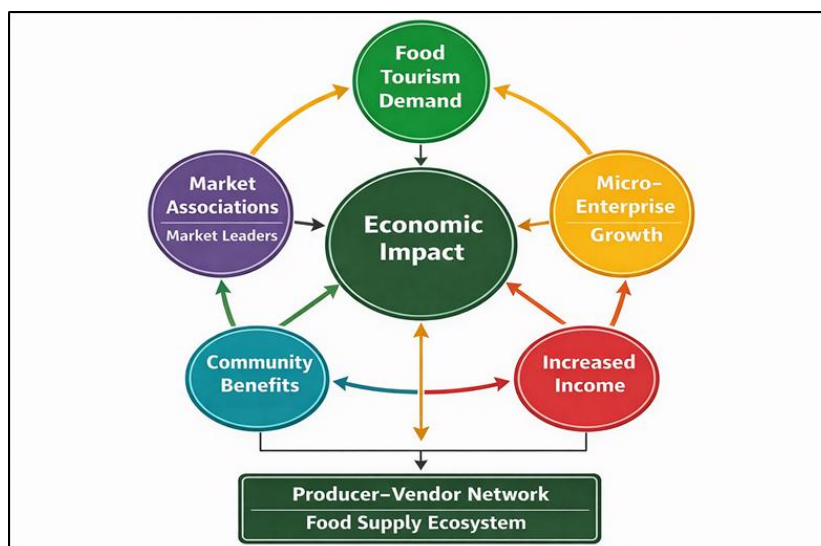 Food
Tourism
Demand
Market
Associations
Market Leaders
Micro–
Enterprise
Growth
Economic
Impact
Community
Benefits
Increased
Income
Producer–Vendor Network
Food Supply Ecosystem